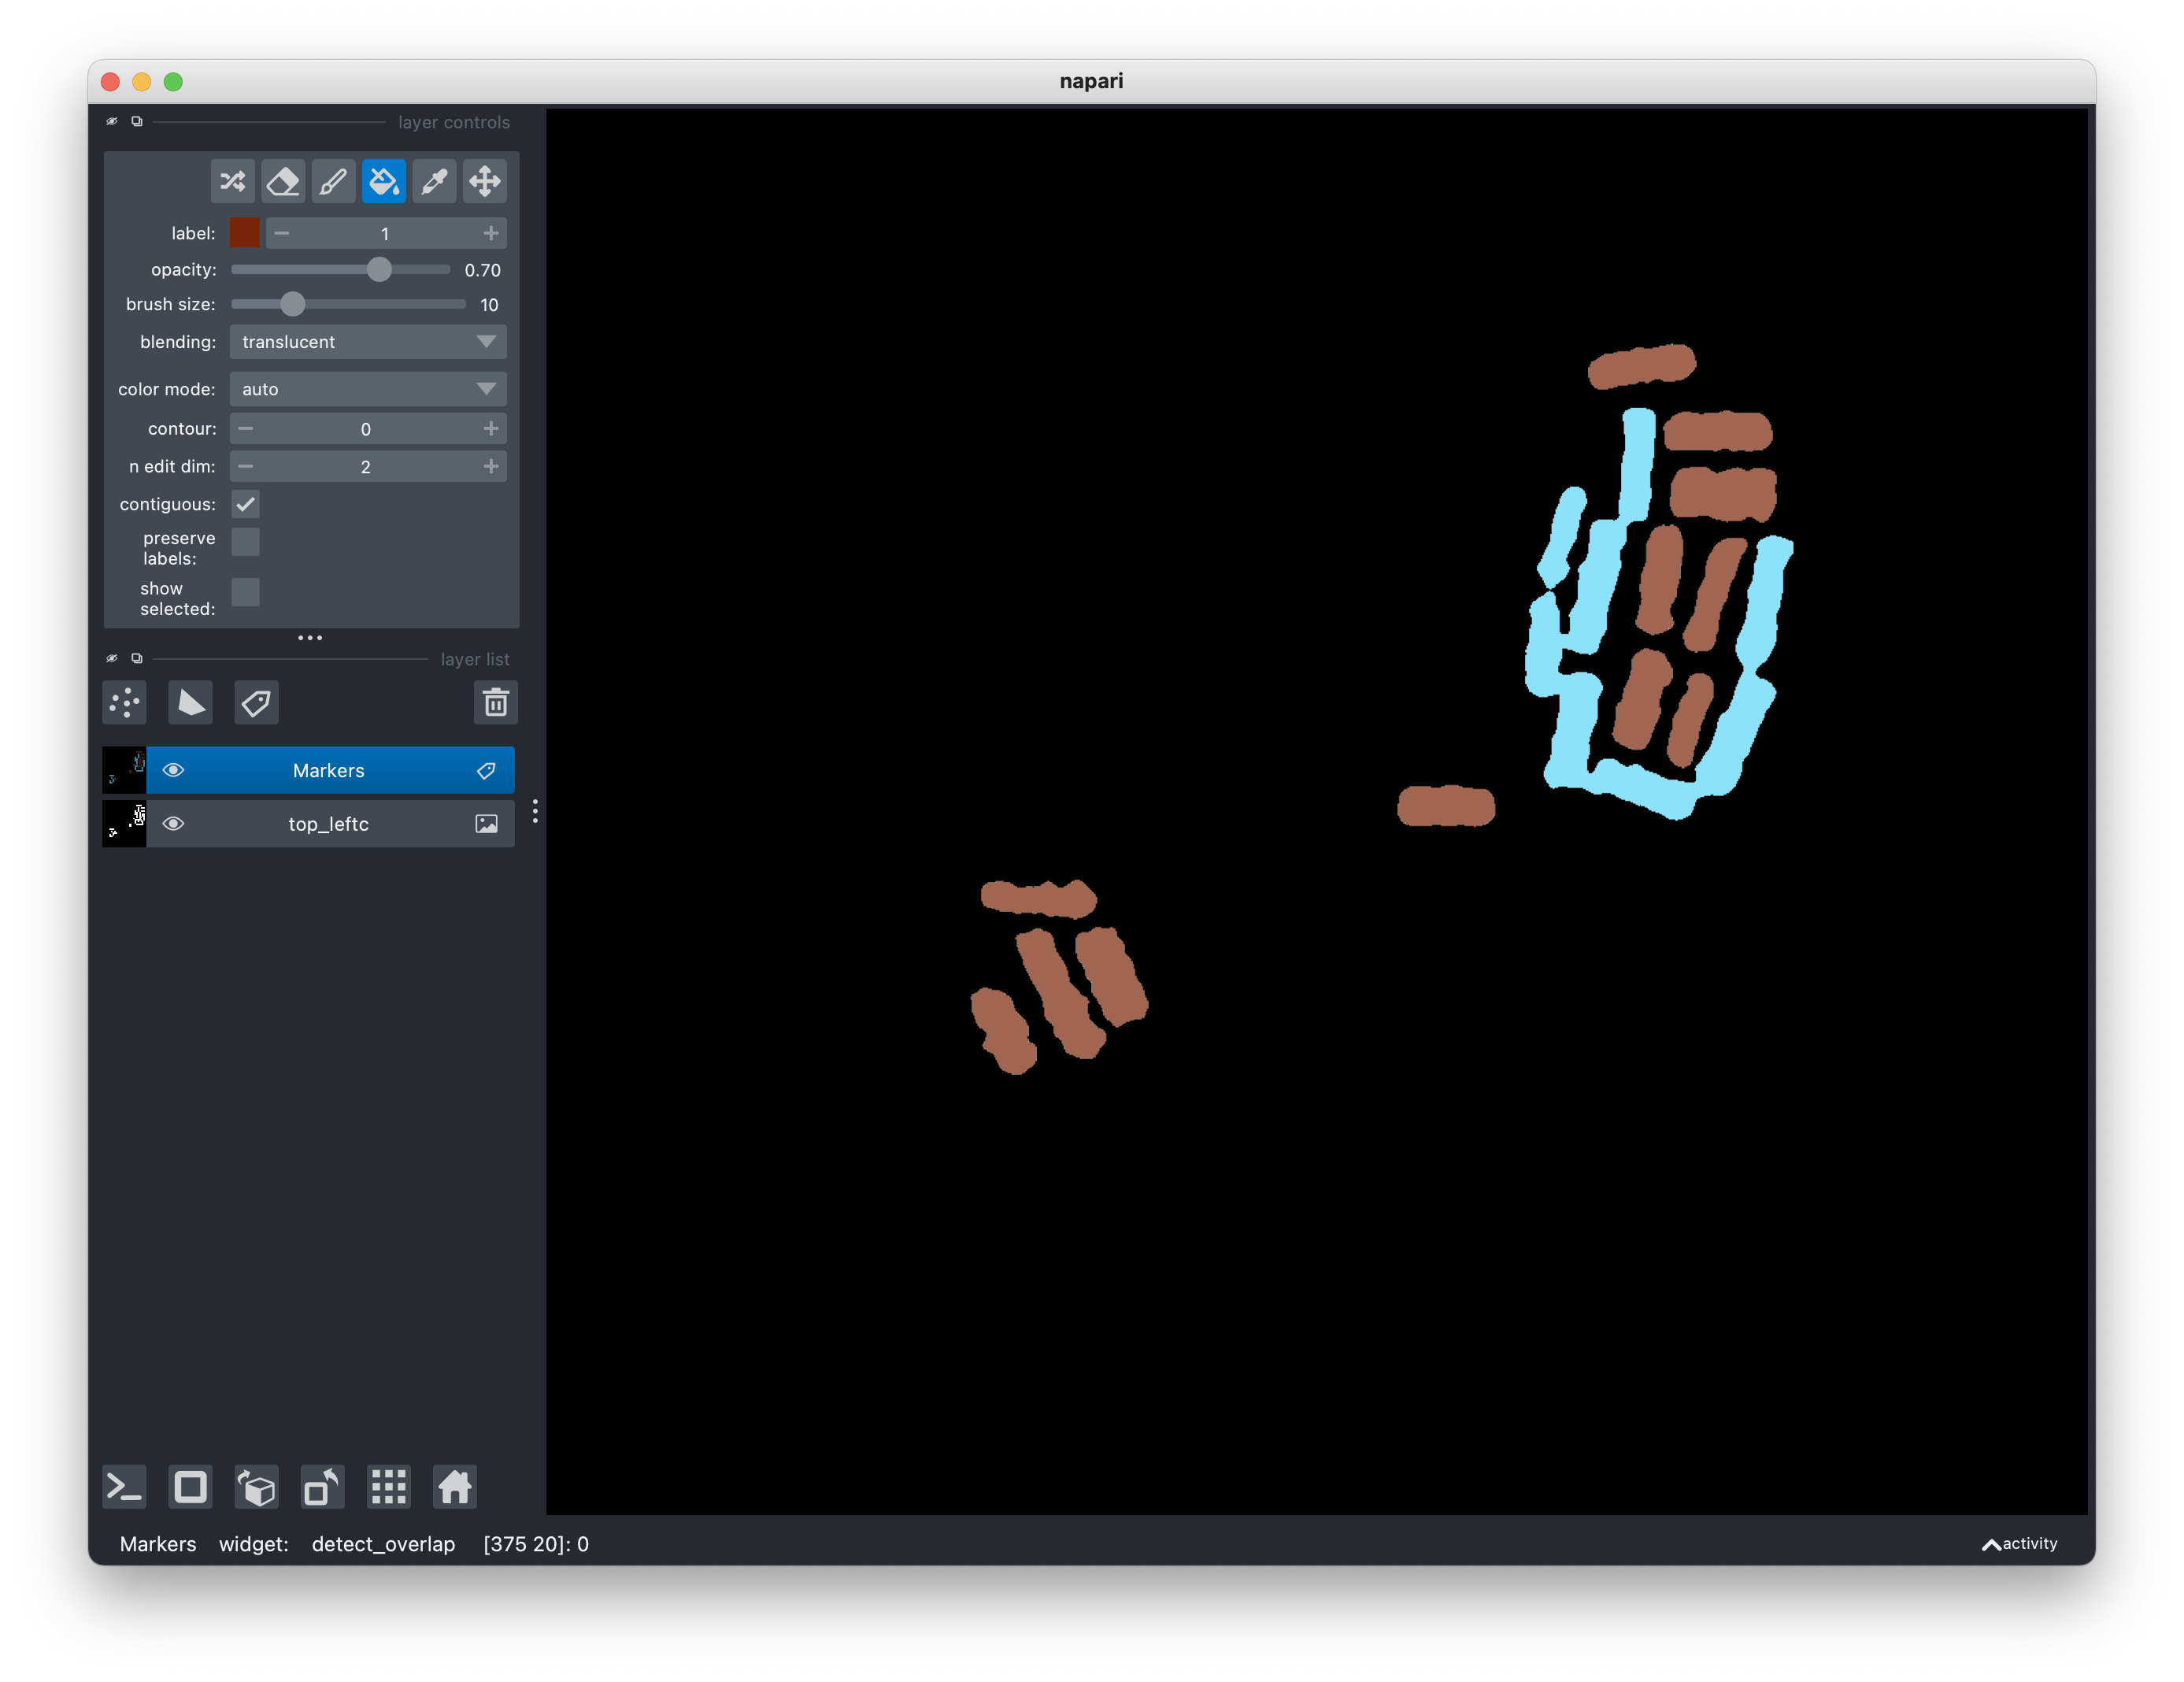 napari
layer controls
label: 1
opacity: 0.70
brush size: 10
blending: translucent
color mode: auto
contour: 0
n edit dim: 2
contiguous:
preserve
labels:
show
selected:
layer list
Markers
top_leftc
Markers widget: detect_overlap [375 20]: 0
activity